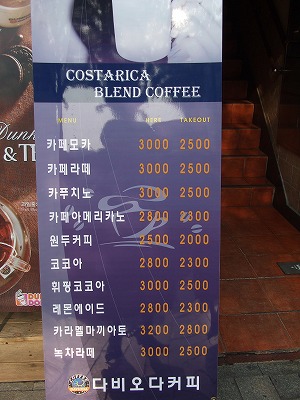 COSTARICA
BLEND COFFEE
MENU HERE TAKEOUT
카페모카 3000 2500
카페라떼 3000 2500
카푸치노 3000 2500
카페아메리카노 2800 2300
원두커피 2500 2000
코코아 2800 2300
휘핑코코아 3000 2500
레몬에이드 2800 2300
카라멜마끼아또 3200 2800
녹차라떼 3000 2500
다비오다커피
Dunk
& TE